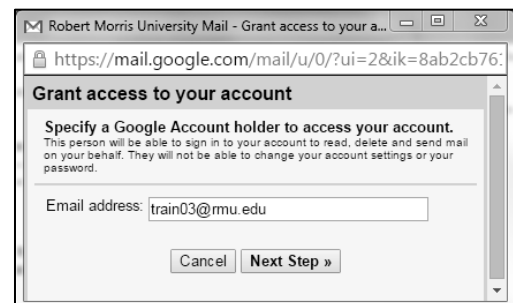 Robert Morris University Mail - Grant access to your a...
https://mail.google.com/mail/u/0/?ui=2&ik=8ab2cb76:
Grant access to your account
Specify a Google Account holder to access your account.
This person will be able to sign in to your account to read, delete and send mail
on your behalf. They will not be able to change your account settings or your
password.
Email address: train03@rmu.edu
Cancel Next Step »